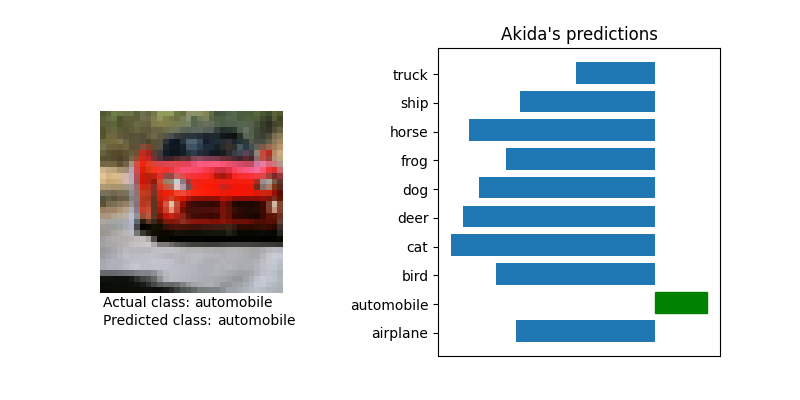 Akida's predictions
truck
ship
horse
frog
dog
deer
cat
bird
automobile
airplane
Actual class: automobile
Predicted class: automobile